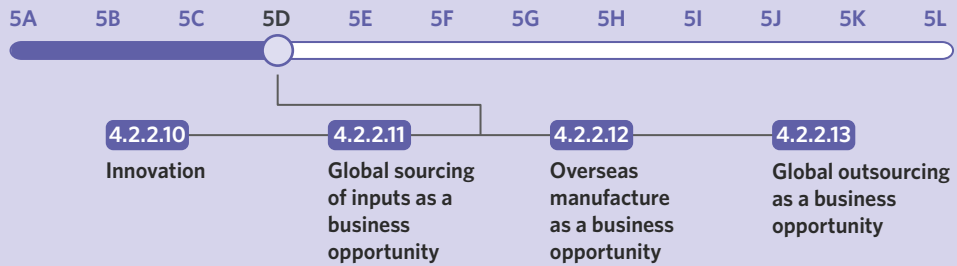 5A 5B 5C 5D 5E 5F 5G 5H 5I 5J 5K 5L
4.2.2.10
Innovation
4.2.2.11
Global sourcing
of inputs as a
business
opportunity
4.2.2.12
Overseas
manufacture
as a business
opportunity
4.2.2.13
Global outsourcing
as a business
opportunity